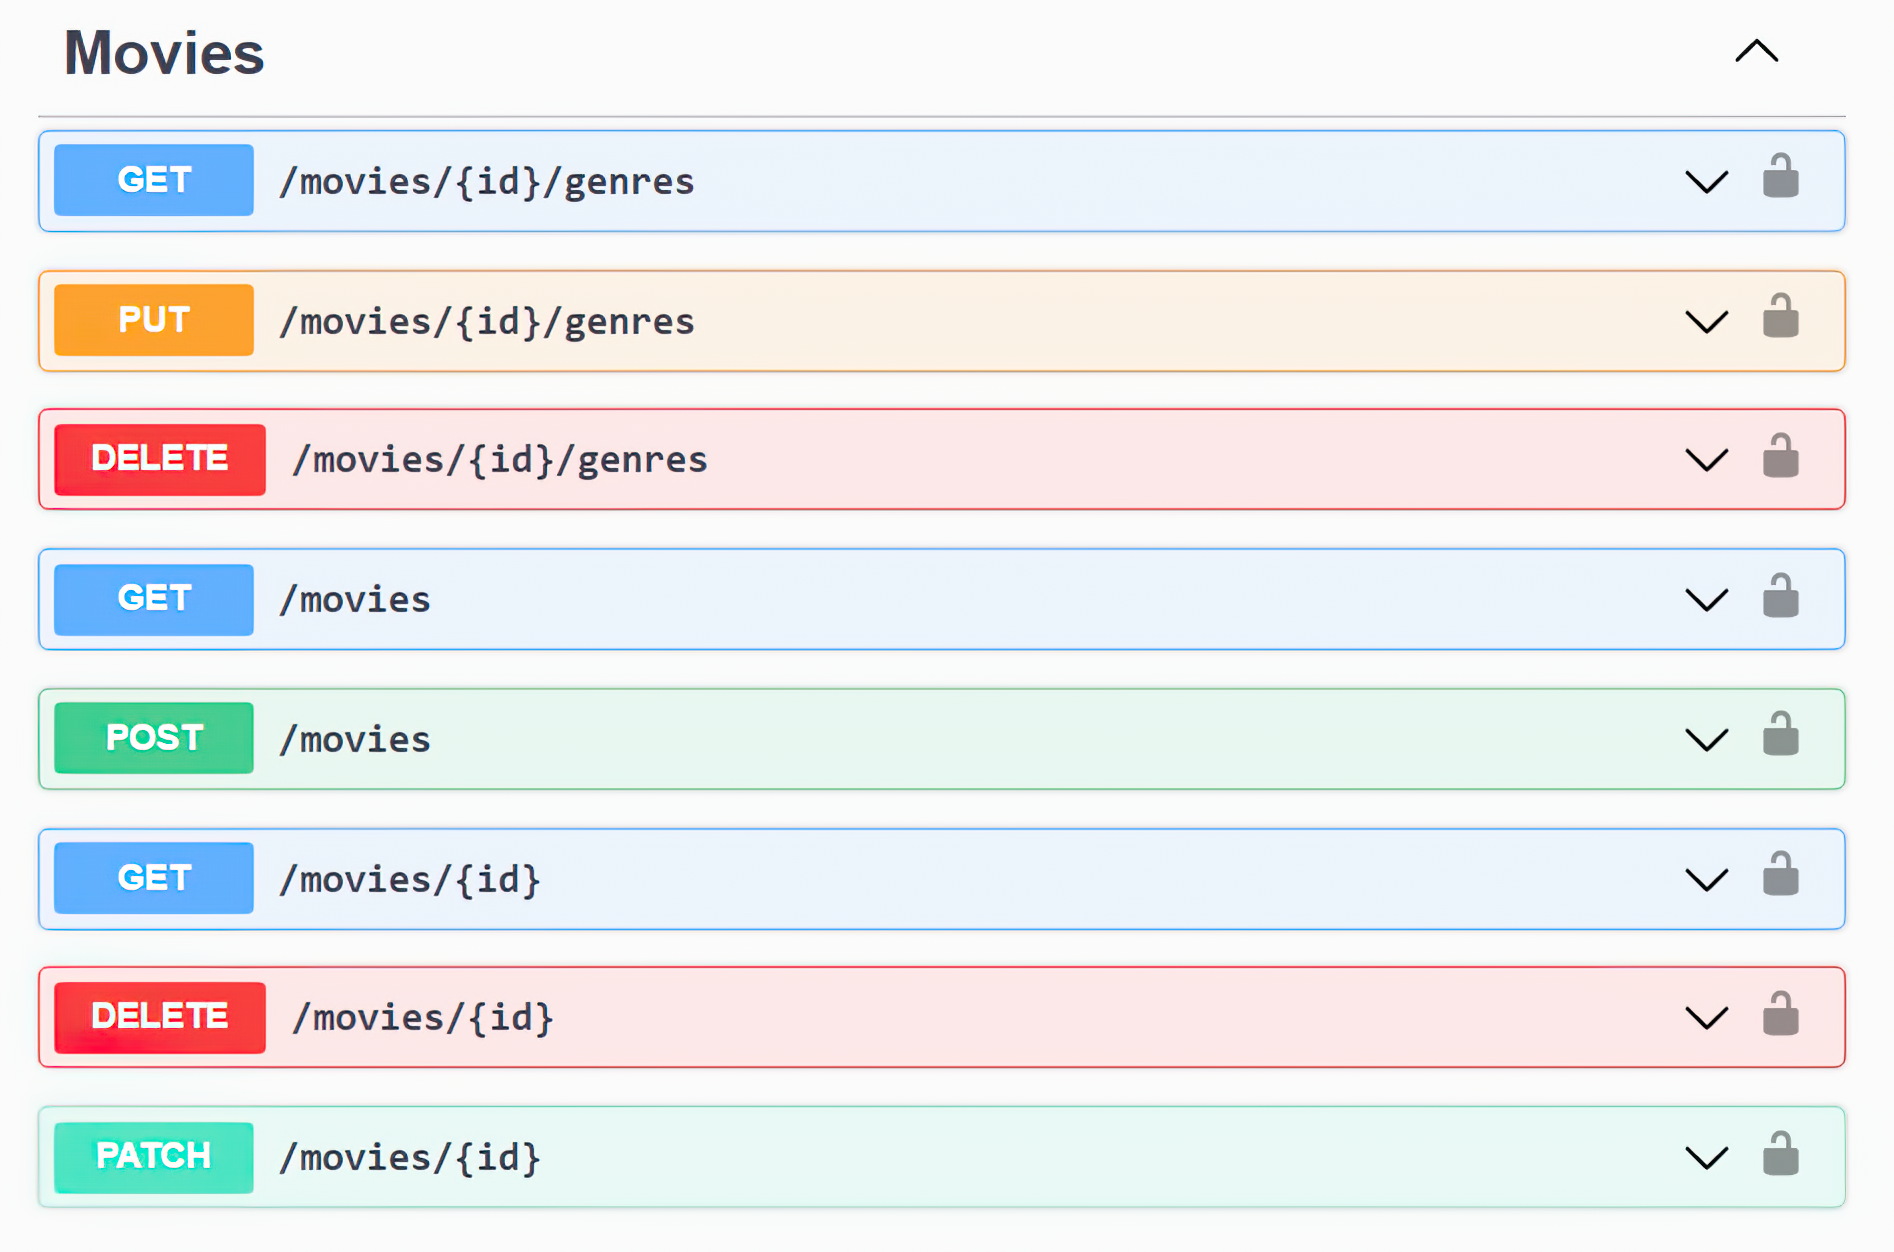 Movies
GET /movies/{id}/genres
PUT /movies/{id}/genres
DELETE /movies/{id}/genres
GET /movies
POST /movies
GET /movies/{id}
DELETE /movies/{id}
PATCH /movies/{id}